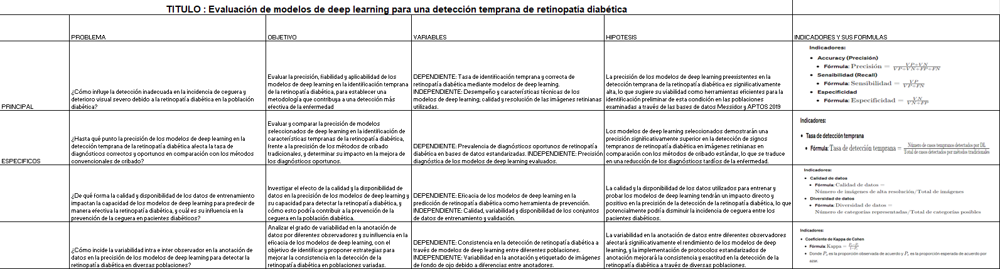 TITULO : Evaluación de modelos de deep learning para una detección temprana de retinopatía diabética
PROBLEMA
OBJETIVO
VARIABLES
HIPOTESIS
INDICADORES Y SUS FORMULAS
PRINCIPAL
¿Cómo influye la detección inadecuada en la incidencia de ceguera y
deterioro visual severo debido a la retinopatía diabética en la población
diabética?
Evaluar la precisión, fiabilidad y aplicabilidad de los
modelos de deep learning en la identificación temprana
de la retinopatía diabética, para establecer una
metodología que contribuya a una detección más
efectiva de la enfermedad
DEPENDIENTE: Tasa de identificación temprana y correcta de
retinopatía diabética mediante modelos de deep learning.
INDEPENDIENTE: Desempeño y características técnicas de los
modelos de deep learning; calidad y resolución de las imágenes retinianas
utilizadas.
La precisión de los modelos de deep learning preexistentes en la
detección temprana de la retinopatía diabética es significativamente
alta, lo que sugiere su viabilidad como herramientas eficientes para la
identificación preliminar de esta condición en las poblaciones
examinadas a través de las bases de datos Messidor y APTOS 2019
Indicadores:
• Accuracy (Precisión)
• Fórmula: Precisión = VP+VN / VP+VN+FP+FN
• Sensibilidad (Recall)
• Fórmula: Sensibilidad = VP / VP+FN
• Especificidad
• Fórmula: Especificidad = VN / VN+FP
ESPECIFICOS
¿Hasta qué punto la precisión de los modelos de deep learning en la
detección temprana de la retinopatía diabética afecta la tasa de
diagnósticos correctos y oportunos en comparación con los métodos
convencionales de cribado?
Evaluar y comparar la precisión de modelos
seleccionados de deep learning en la identificación de
características tempranas de la retinopatía diabética,
frente a la precisión de los métodos de cribado
tradicionales, y determinar su impacto en la mejora de
los diagnósticos oportunos.
DEPENDIENTE: Prevalencia de diagnósticos oportunos de retinopatía
diabética en bases de datos estandarizadas. INDEPENDIENTE: Precisión
diagnóstica de los modelos de deep learning evaluados.
Los modelos de deep learning seleccionados demostrarán una
precisión significativamente superior en la detección de signos
tempranos de retinopatía diabética en imágenes retinianas en
comparación con los métodos de cribado estándar, lo que se traduce
en una reducción de los diagnósticos tardíos de la enfermedad.
Indicadores:
• Tasa de detección temprana
• Fórmula: Tasa de detección temprana = Número de casos tempranos detectados por DL / Total de casos detectados por métodos tradicionales
¿De qué forma la calidad y disponibilidad de los datos de entrenamiento
impactan la capacidad de los modelos de deep learning para predecir de
manera efectiva la retinopatía diabética, y cuál es su influencia en la
prevención de la ceguera en pacientes diabéticos?
Investigar el efecto de la calidad y la disponibilidad de
datos en la precisión de los modelos de deep learning y
su capacidad para detectar la retinopatía diabética, y
cómo esto podría contribuir a la prevención de la
ceguera en la población diabética.
DEPENDIENTE: Eficacia de los modelos de deep learning en la
predicción de retinopatía diabética como herramienta de prevención.
INDEPENDIENTE: Calidad, variabilidad y disponibilidad de los conjuntos
de datos de entrenamiento y validación.
La calidad y la disponibilidad de los datos utilizados para entrenar y
probar los modelos de deep learning tendrán un impacto directo y
positivo en la precisión de la detección de la retinopatía diabética, lo que
potencialmente podría disminuir la incidencia de ceguera entre los
pacientes diabéticos.
Indicadores:
• Calidad de datos
• Fórmula: Calidad de datos =
Número de imágenes de alta resolución/Total de imágenes
• Diversidad de datos
• Fórmula: Diversidad de datos =
Número de categorías representadas/Total de categorías posibles
¿Cómo incide la variabilidad intra e inter observador en la anotación de
datos en la precisión de los modelos de deep learning para detectar la
retinopatía diabética en diversas poblaciones?
Analizar el grado de variabilidad en la anotación de
datos por diferentes observadores y su influencia en la
eficacia de los modelos de deep learning, con el
objetivo de identificar y proponer estrategias para
mejorar la consistencia en la detección de la
retinopatía diabética en poblaciones variadas.
DEPENDIENTE: Consistencia en la detección de retinopatía diabética a
través de modelos de deep learning entre diferentes poblaciones.
INDEPENDIENTE: Variabilidad en la anotación y etiquetado de imágenes
de fondo de ojo debido a diferencias entre anotadores.
La variabilidad en la anotación de datos entre diferentes observadores
afectará significativamente el rendimiento de los modelos de deep
learning, y la implementación de protocolos estandarizados de
anotación mejorará la consistencia y exactitud en la detección de la
retinopatía diabética a través de diversas poblaciones.
Indicadores:
• Coeficiente de Kappa de Cohen
• Fórmula: Kappa =
• Donde Po es la proporción observada de acuerdo y Pe es la proporción esperada de acuerdo por
azar.